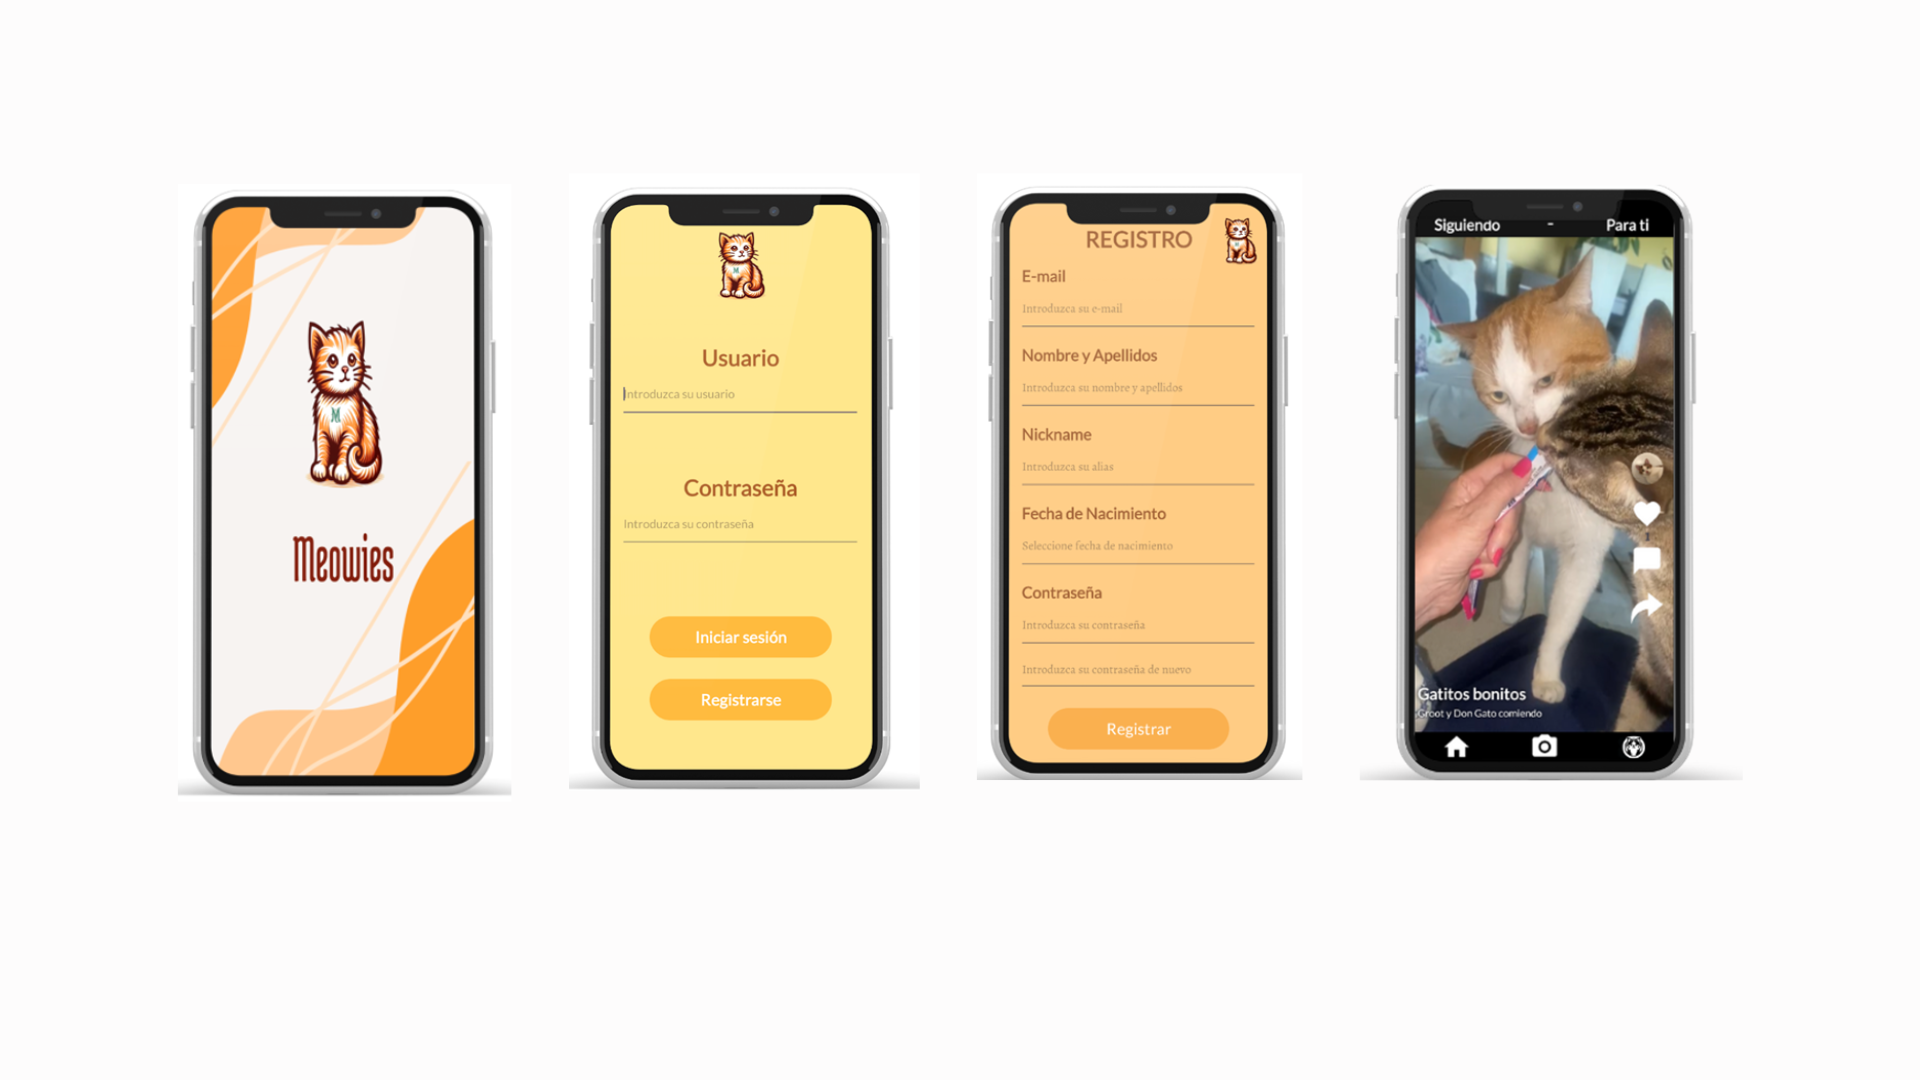 M
Meowies
Usuario
Introduzca su usuario
Contraseña
Introduzca su contraseña
Iniciar sesión
Registrarse
REGISTRO
E-mail
Introduzca su e-mail
Nombre y Apellidos
Introduzca su nombre y apellidos
Nickname
Introduzca su alias
Fecha de Nacimiento
Seleccione fecha de nacimiento
Contraseña
Introduzca su contraseña
Introduzca su contraseña de nuevo
Registrar
Siguiendo - Para ti
1
Gatitos bonitos
Groot y Don Gato comiendo